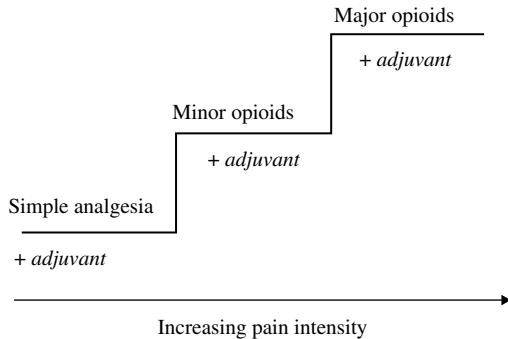 Major opioids
+ adjuvant
Minor opioids
+ adjuvant
Simple analgesia
+ adjuvant
Increasing pain intensity